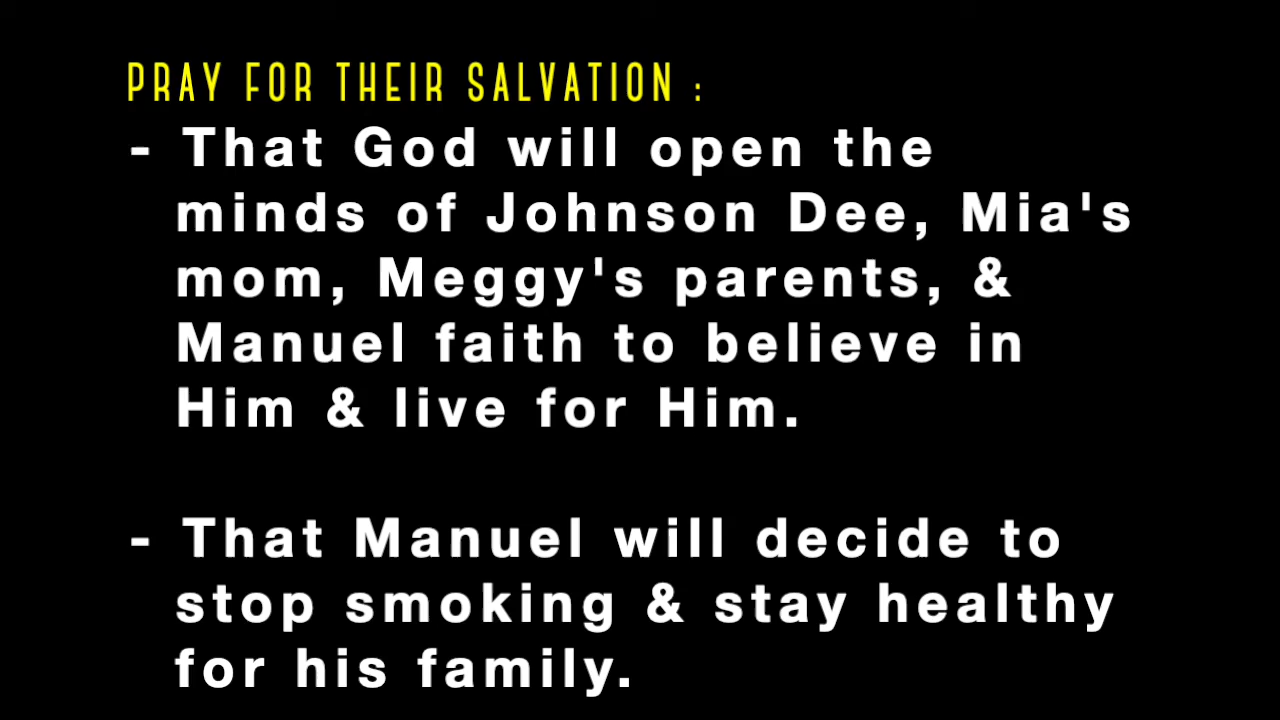 PRAY FOR THEIR SALVATION :
- That God will open the
minds of Johnson Dee, Mia's
mom, Meggy's parents, &
Manuel faith to believe in
Him & live for Him.
- That Manuel will decide to
stop smoking & stay healthy
for his family.